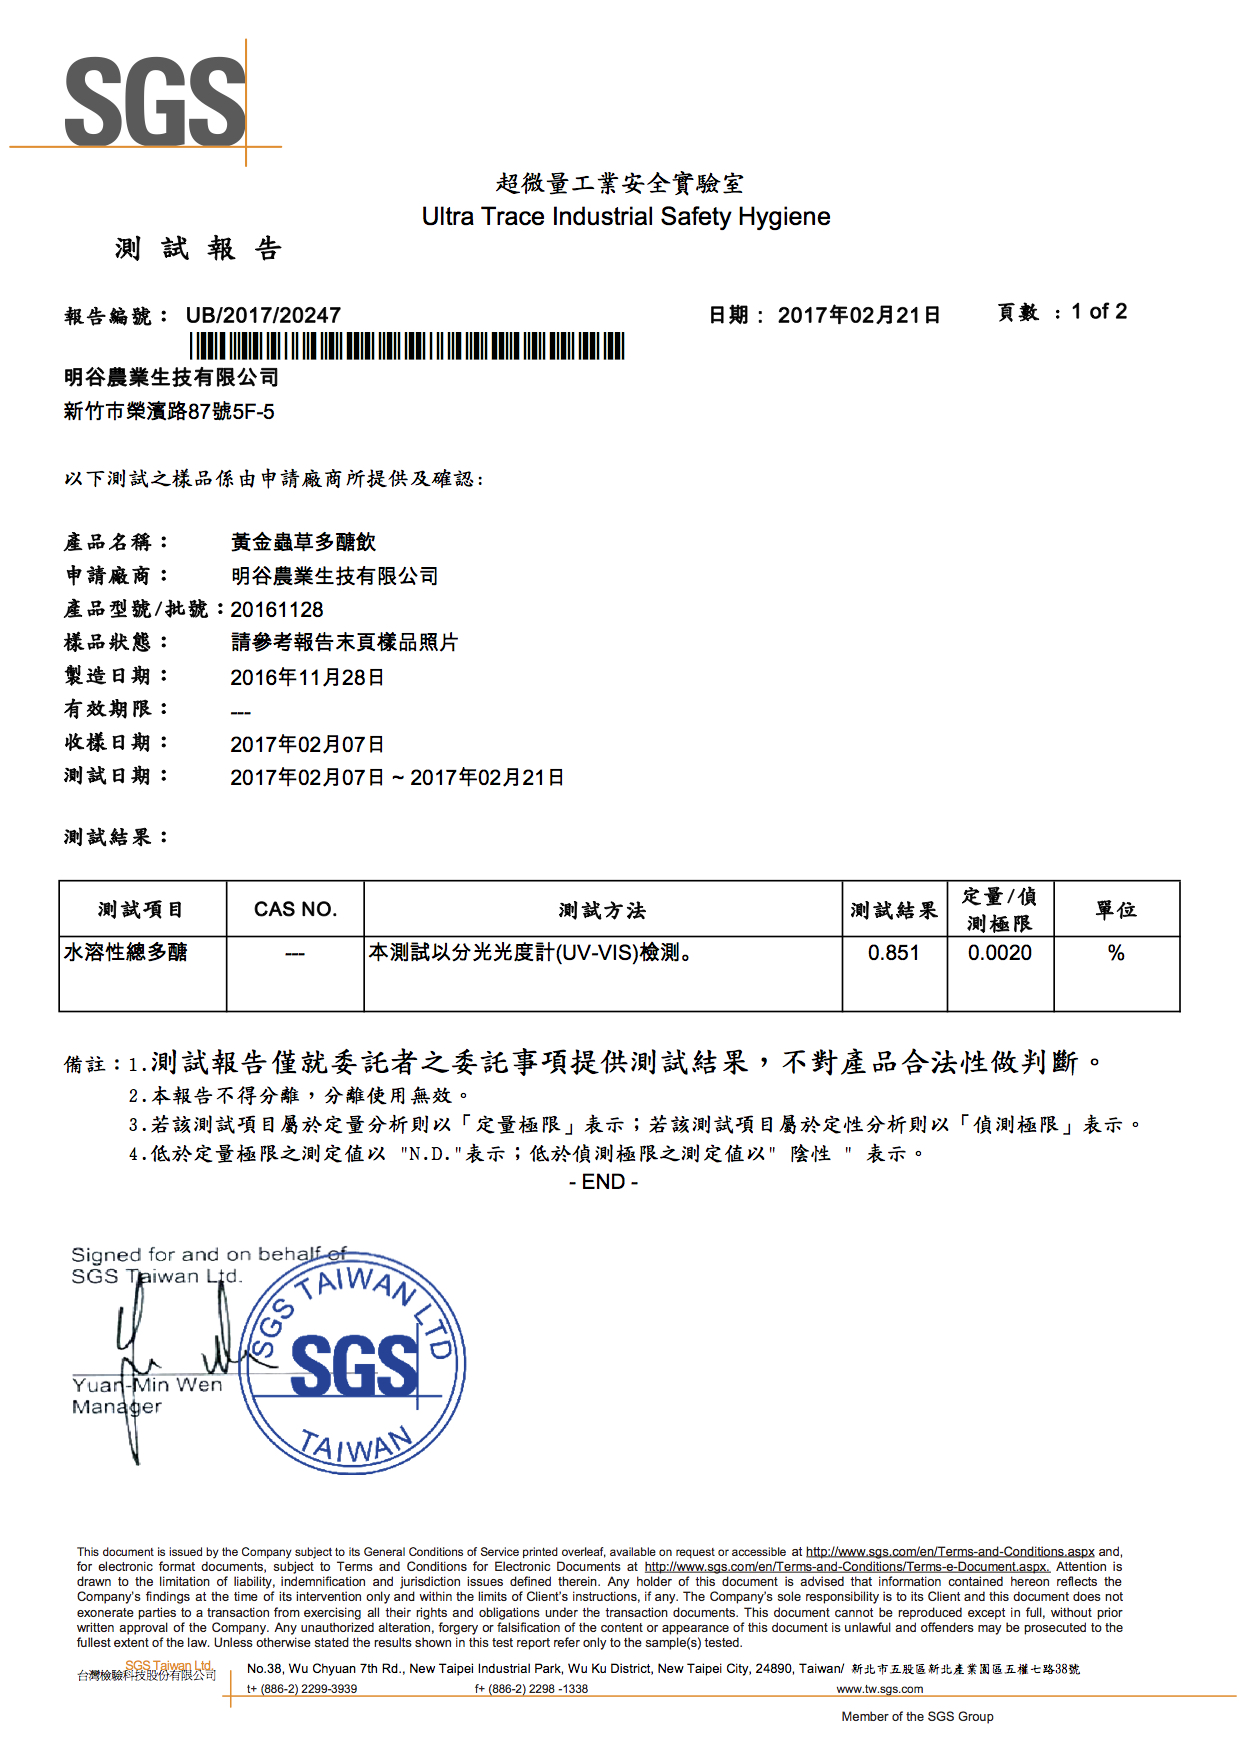 SGS
超微量工業安全實驗室
Ultra Trace Industrial Safety Hygiene
測 試 報 告
報告編號： UB/2017/20247 日期： 2017年02月21日 頁數 ：1 of 2
明谷農業生技有限公司
新竹市榮濱路87號5F-5
以下測試之樣品係由申請廠商所提供及確認:
產品名稱： 黃金蟲草多醣飲
申請廠商： 明谷農業生技有限公司
產品型號/批號：20161128
樣品狀態： 請參考報告末頁樣品照片
製造日期： 2016年11月28日
有效期限： ---
收樣日期： 2017年02月07日
測試日期： 2017年02月07日 ~ 2017年02月21日
測試結果：
測試項目 CAS NO. 測試方法 測試結果 定量/偵測極限 單位
水溶性總多醣 --- 本測試以分光光度計(UV-VIS)檢測。 0.851 0.0020 %
備註：1.測試報告僅就委託者之委託事項提供測試結果，不對產品合法性做判斷。
2.本報告不得分離，分離使用無效。
3.若該測試項目屬於定量分析則以「定量極限」表示；若該測試項目屬於定性分析則以「偵測極限」表示。
4.低於定量極限之測定值以 "N.D."表示；低於偵測極限之測定值以" 陰性 " 表示。
- END -
Signed for and on behalf of
SGS Taiwan Ltd.
Yuan-Min Wen
Manager
SGS TAIWAN LTD
SGS
TAIWAN
This document is issued by the Company subject to its General Conditions of Service printed overleaf, available on request or accessible at http://www.sgs.com/en/Terms-and-Conditions.aspx and,
for electronic format documents, subject to Terms and Conditions for Electronic Documents at http://www.sgs.com/en/Terms-and-Conditions/Terms-e-Document.aspx. Attention is
drawn to the limitation of liability, indemnification and jurisdiction issues defined therein. Any holder of this document is advised that information contained hereon reflects the
Company's findings at the time of its intervention only and within the limits of Client's instructions, if any. The Company's sole responsibility is to its Client and this document does not
exonerate parties to a transaction from exercising all their rights and obligations under the transaction documents. This document cannot be reproduced except in full, without prior
written approval of the Company. Any unauthorized alteration, forgery or falsification of the content or appearance of this document is unlawful and offenders may be prosecuted to the
fullest extent of the law. Unless otherwise stated the results shown in this test report refer only to the sample(s) tested.
SGS Taiwan Ltd.
台灣檢驗科技股份有限公司
No.38, Wu Chyuan 7th Rd., New Taipei Industrial Park, Wu Ku District, New Taipei City, 24890, Taiwan/ 新北市五股區新北產業園區五權七路38號
t+ (886-2) 2299-3939 f+ (886-2) 2298 -1338 www.tw.sgs.com
Member of the SGS Group